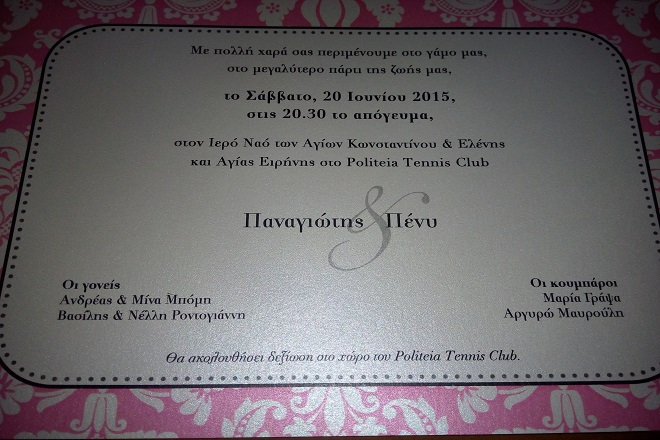 Με πολλή χαρά σας περιμένουμε στο γάμο μας,
στο μεγαλύτερο πάρτι της ζωής μας,
το Σάββατο, 20 Ιουνίου 2015,
στις 20.30 το απόγευμα,
στον Ιερό Ναό των Αγίων Κωνσταντίνου & Ελένης
και Αγίας Ειρήνης στο Politeia Tennis Club
Παναγιώτης & Πένυ
Οι γονείς
Ανδρέας & Μίνα Μπόμη
Βασίλης & Νέλλη Ροντογιάννη
Οι κουμπάροι
Μαρία Γράψα
Αργυρώ Μαυρούλη
Θα ακολουθήσει δεξίωση στο χώρο του Politeia Tennis Club.